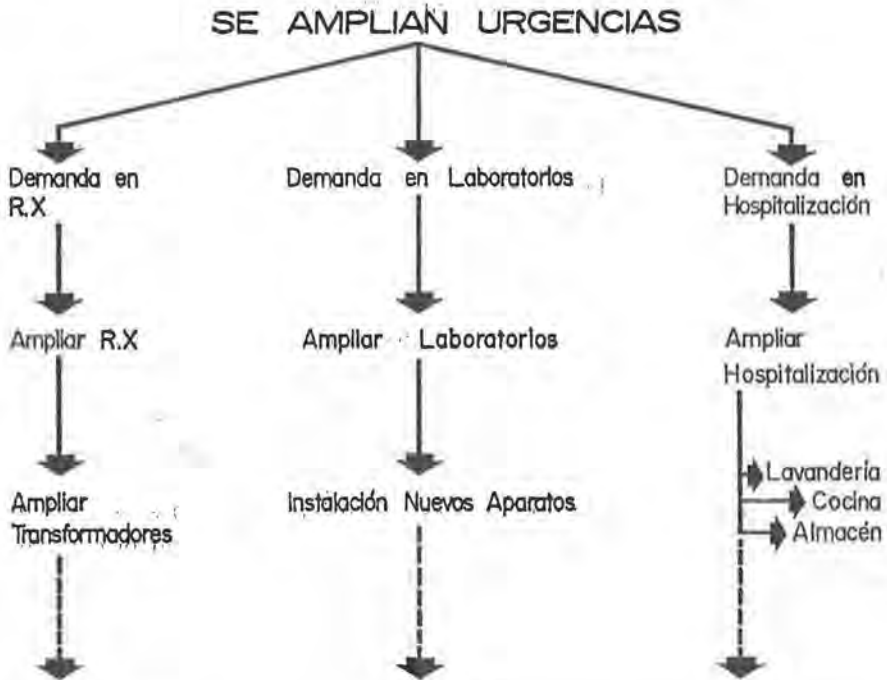 SE AMPLIAN URGENCIAS
Demanda en
R.X
Demanda en Laboratorios
Demanda en
Hospitalización
Ampliar R.X
Ampliar Laboratorios
Ampliar
Hospitalización
Ampliar
Transformadores
Instalación Nuevos Aparatos
Lavandería
Cocina
Almacén